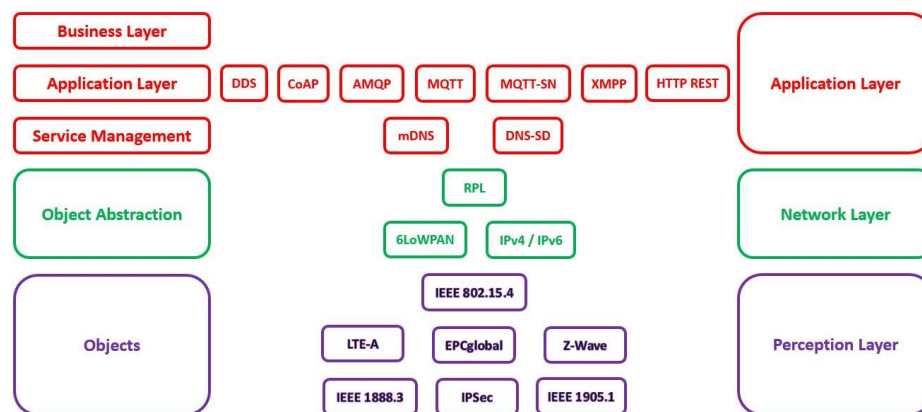 Business Layer
Application Layer DDS CoAP AMQP MQTT MQTT-SN XMPP HTTP REST Application Layer
Service Management mDNS DNS-SD
RPL
Object Abstraction Network Layer
6LoWPAN IPv4 / IPv6
IEEE 802.15.4
Objects LTE-A EPCglobal Z-Wave Perception Layer
IEEE 1888.3 IPSec IEEE 1905.1